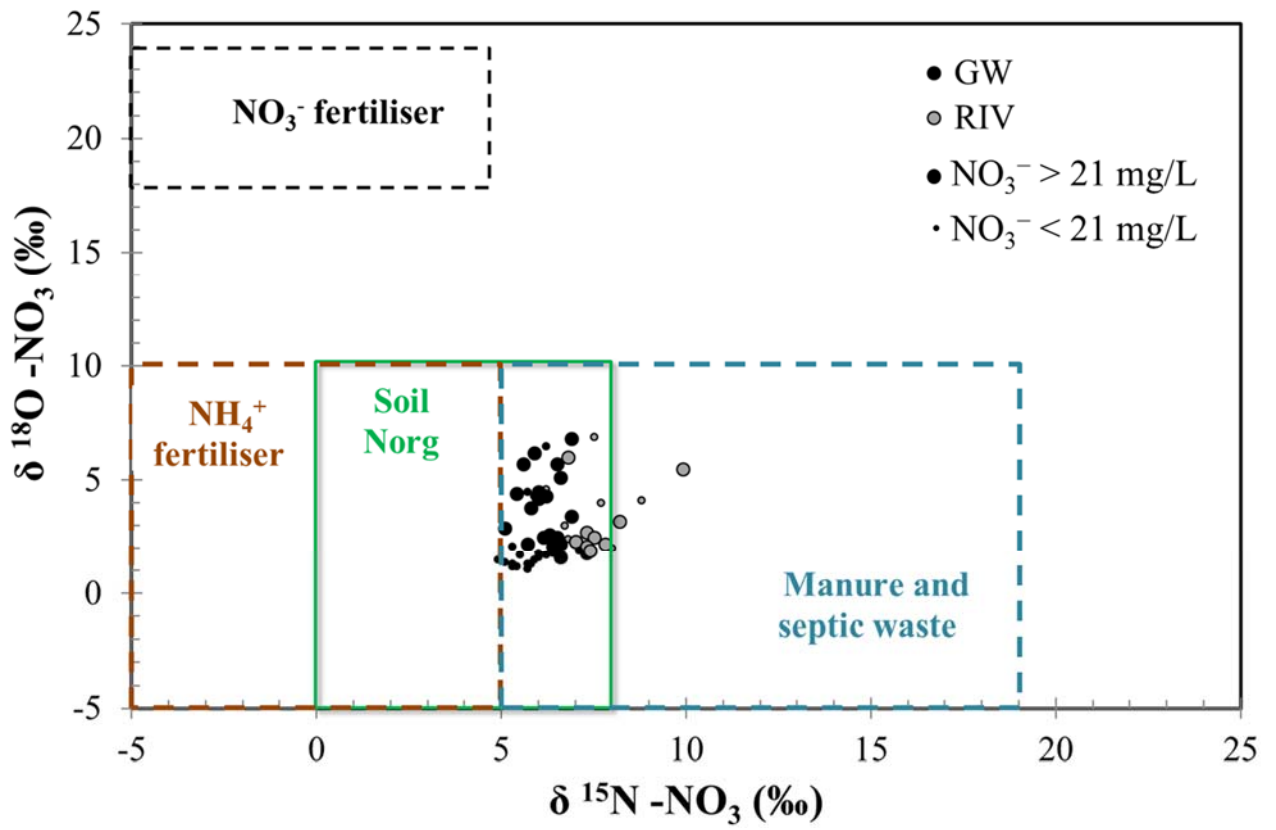 25
20
15
10
5
0
-5
δ ¹⁸O -NO₃ (‰)
NO₃⁻ fertiliser
GW
RIV
NO₃⁻ > 21 mg/L
NO₃⁻ < 21 mg/L
NH₄⁺
fertiliser
Soil
Norg
Manure and
septic waste
-5 0 5 10 15 20 25
δ ¹⁵N -NO₃ (‰)